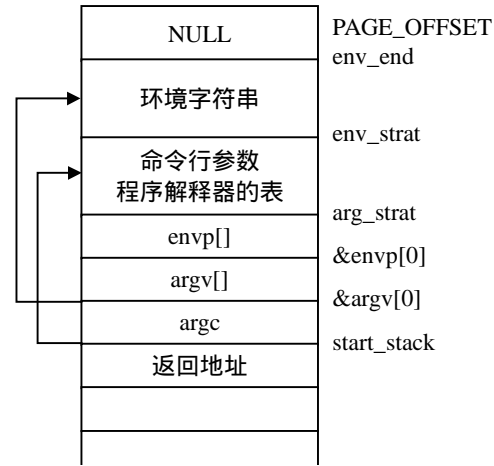 NULL
PAGE_OFFSET
env_end
环境字符串
env_strat
命令行参数
程序解释器的表
arg_strat
envp[]
&envp[0]
argv[]
&argv[0]
argc
start_stack
返回地址